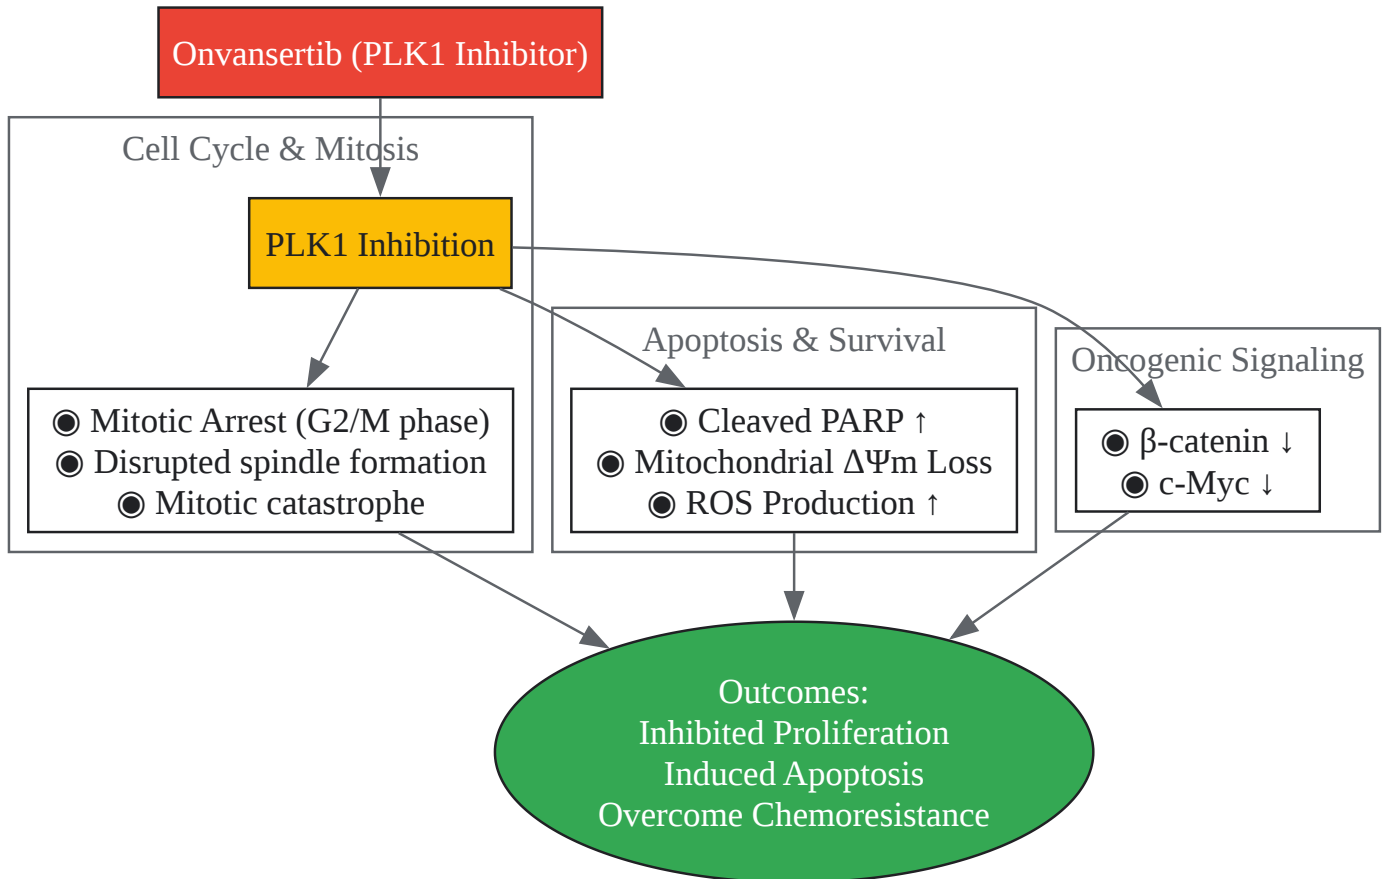 Onvansertib (PLK1 Inhibitor)
Cell Cycle & Mitosis
PLK1 Inhibition
Apoptosis & Survival
Oncogenic Signaling
◉ Mitotic Arrest (G2/M phase)
◉ Disrupted spindle formation
◉ Mitotic catastrophe
◉ Cleaved PARP ↑
◉ Mitochondrial ΔΨm Loss
◉ ROS Production ↑
◉ β-catenin ↓
◉ c-Myc ↓
Outcomes:
Inhibited Proliferation
Induced Apoptosis
Overcome Chemoresistance